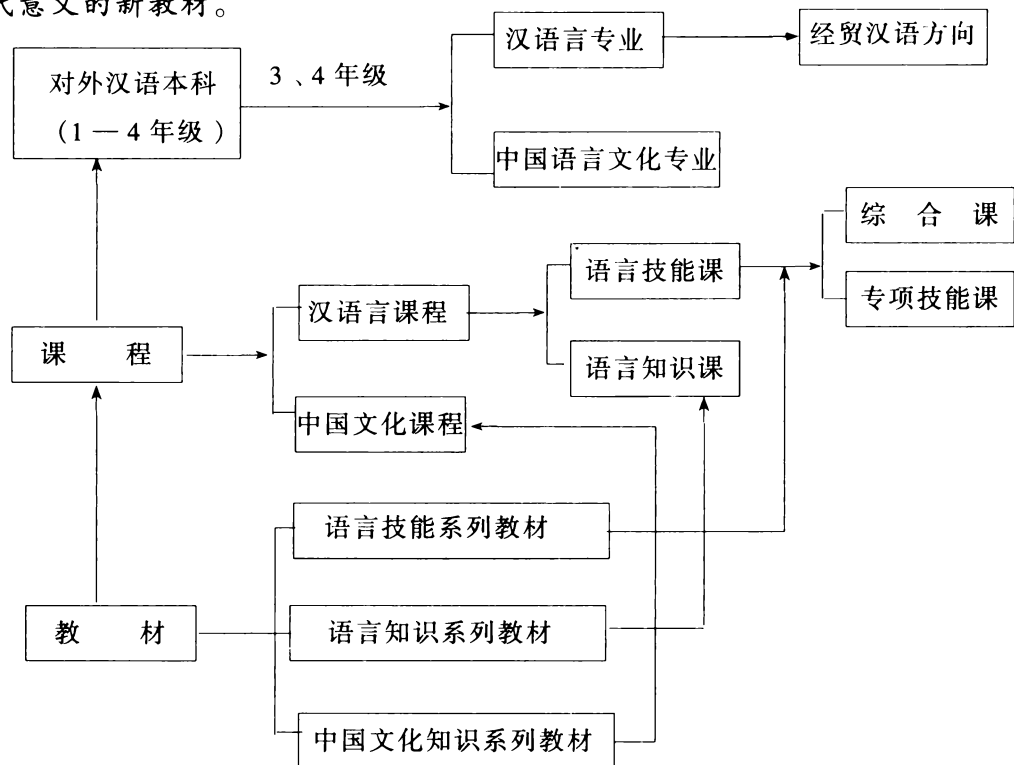 代意义的新教材。
汉语言专业
经贸汉语方向
对外汉语本科
(1—4年级)
3、4年级
中国语言文化专业
综 合 课
语言技能课
专项技能课
汉语言课程
课 程
语言知识课
中国文化课程
语言技能系列教材
教 材
语言知识系列教材
中国文化知识系列教材